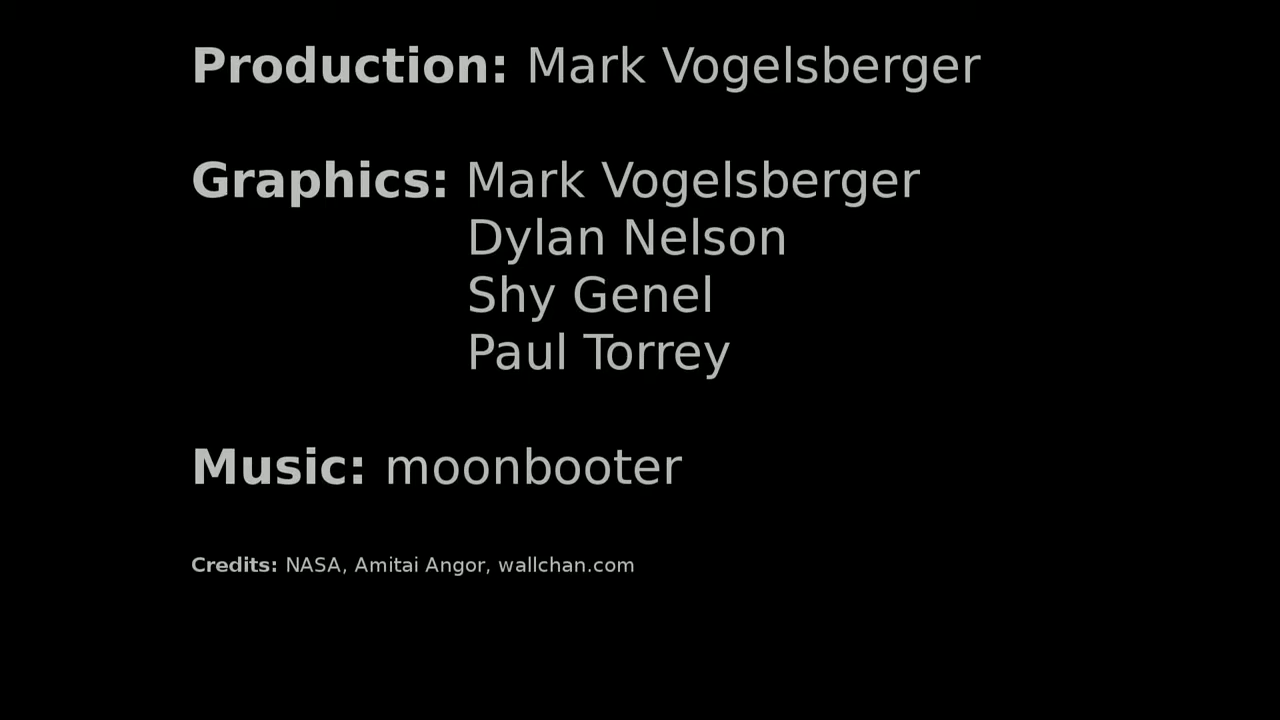 Production: Mark Vogelsberger
Graphics: Mark Vogelsberger
Dylan Nelson
Shy Genel
Paul Torrey
Music: moonbooter
Credits: NASA, Amitai Angor, wallchan.com